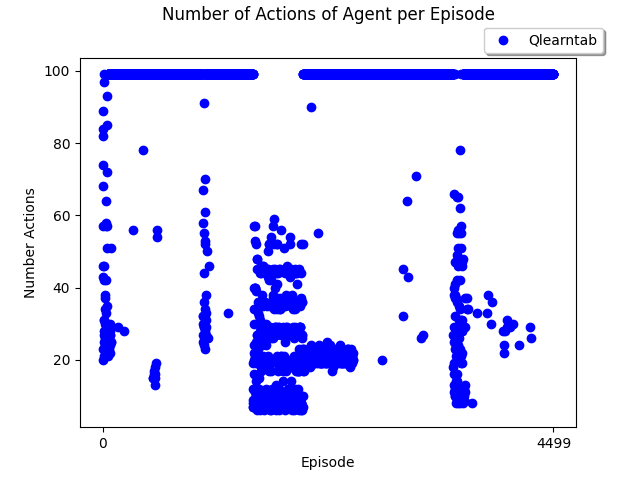 Number of Actions of Agent per Episode
Qlearntab
100
80
60
40
20
Number Actions
0
4499
Episode